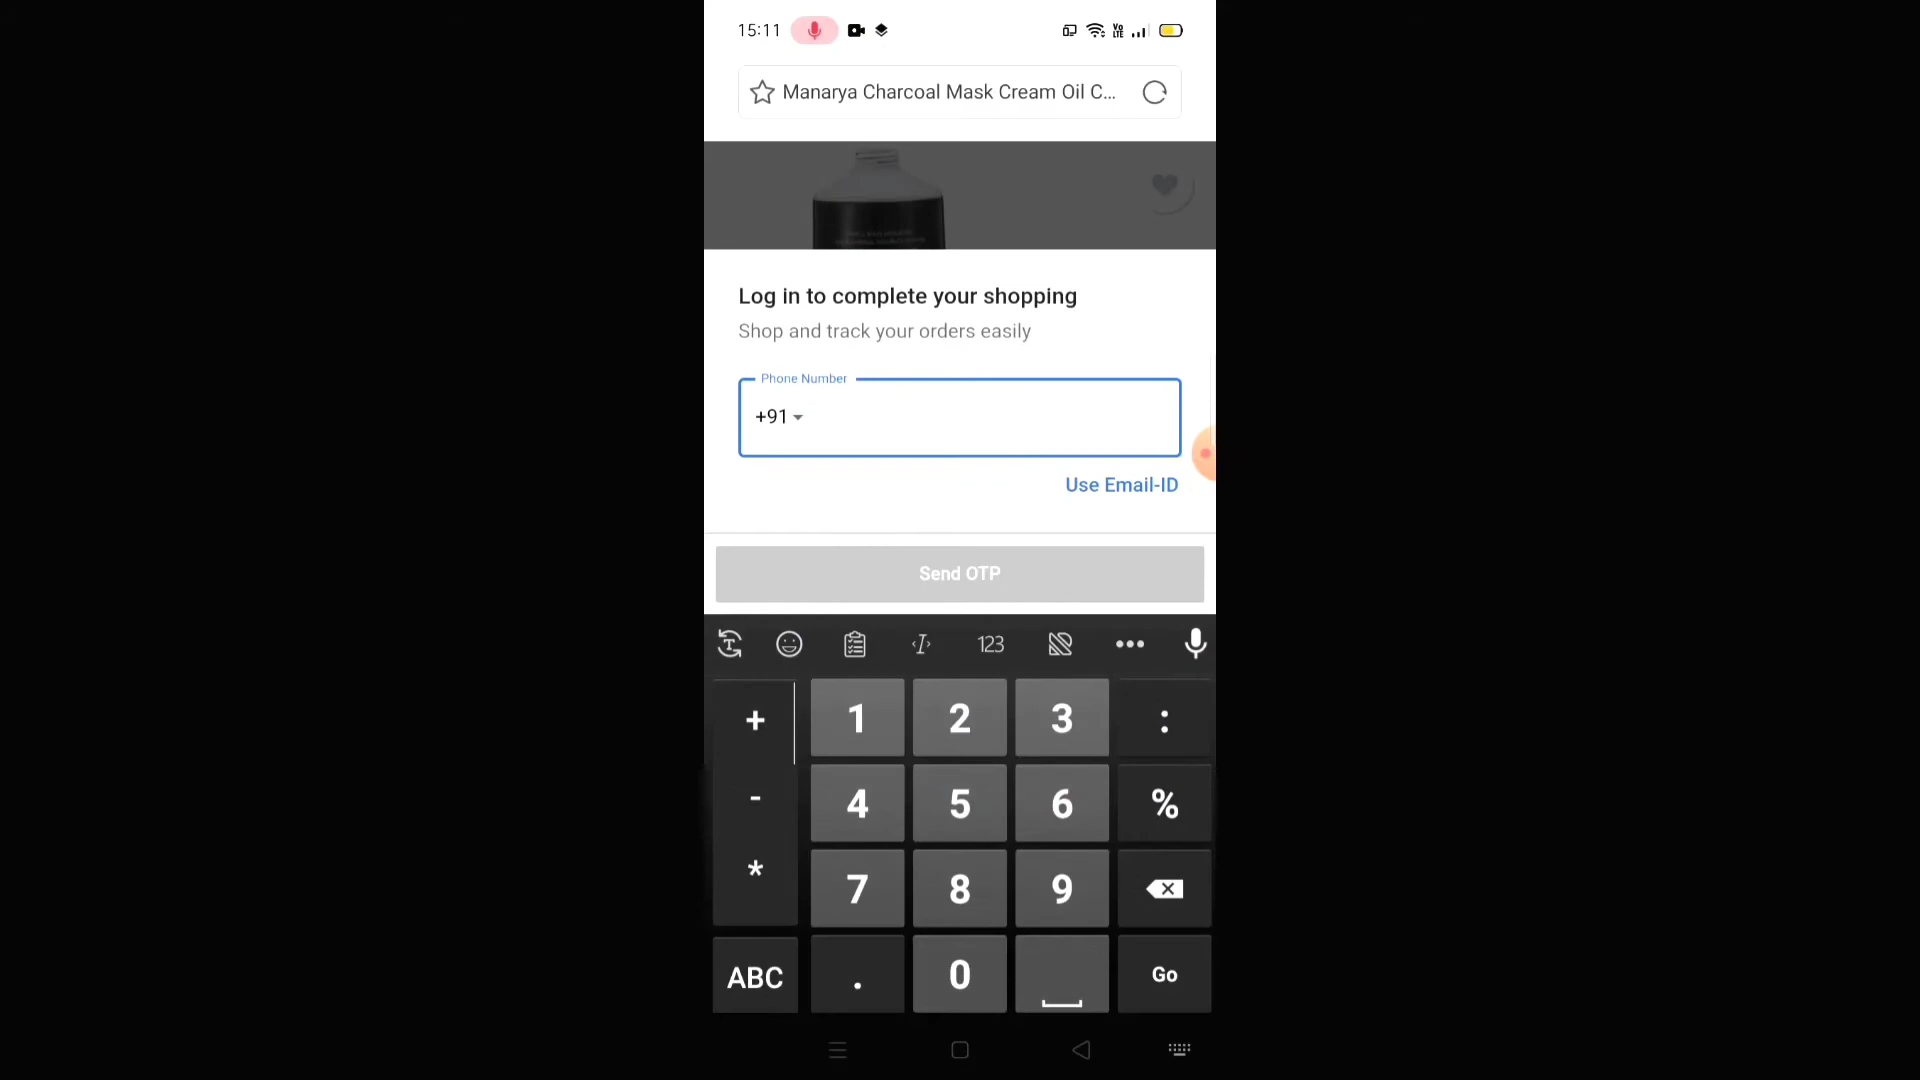 15:11
Vo LTE
Manarya Charcoal Mask Cream Oil C...
Log in to complete your shopping
Shop and track your orders easily
Phone Number
+91
Use Email-ID
Send OTP
123
+ 1 2 3 :
- 4 5 6 %
* 7 8 9
ABC . 0 Go